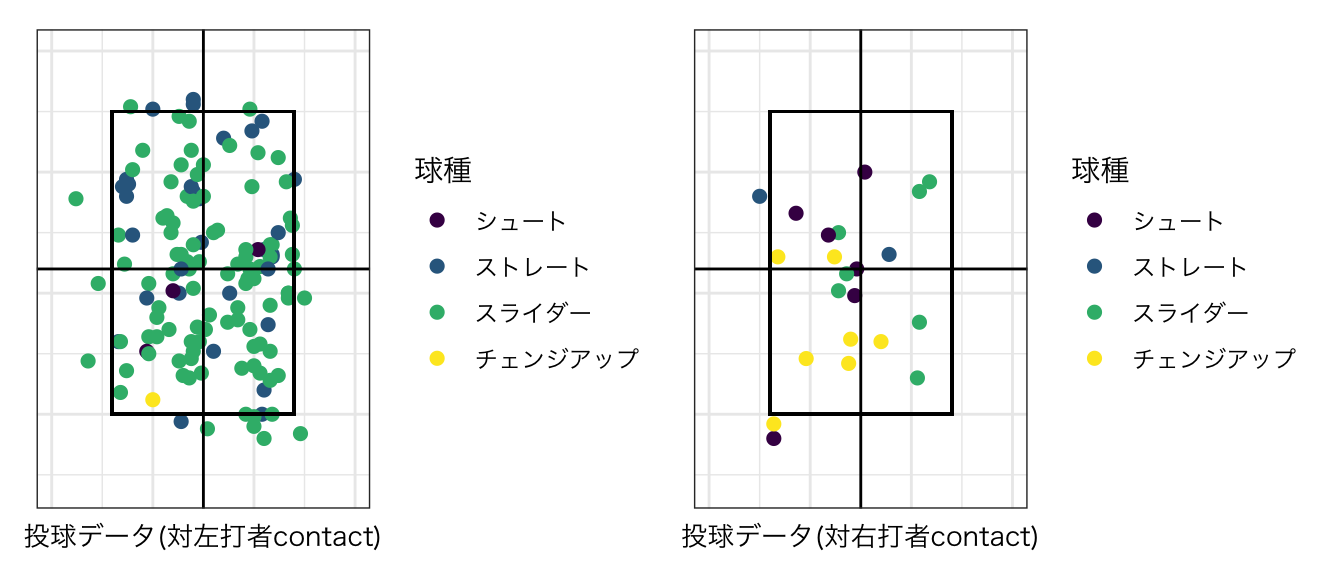 球種
シュート
ストレート
スライダー
チェンジアップ
投球データ(対左打者contact)
球種
シュート
ストレート
スライダー
チェンジアップ
投球データ(対右打者contact)